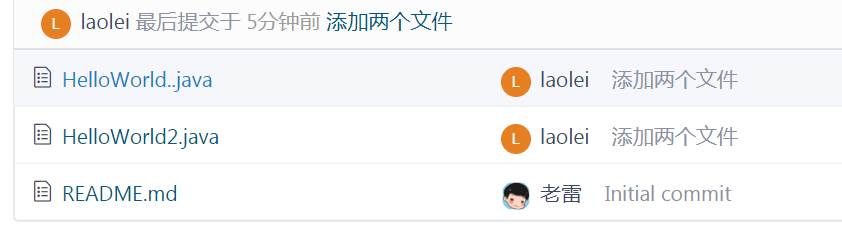 L laolei 最后提交于 5分钟前 添加两个文件
HelloWorld..java L laolei 添加两个文件
HelloWorld2.java L laolei 添加两个文件
README.md 老雷 Initial commit